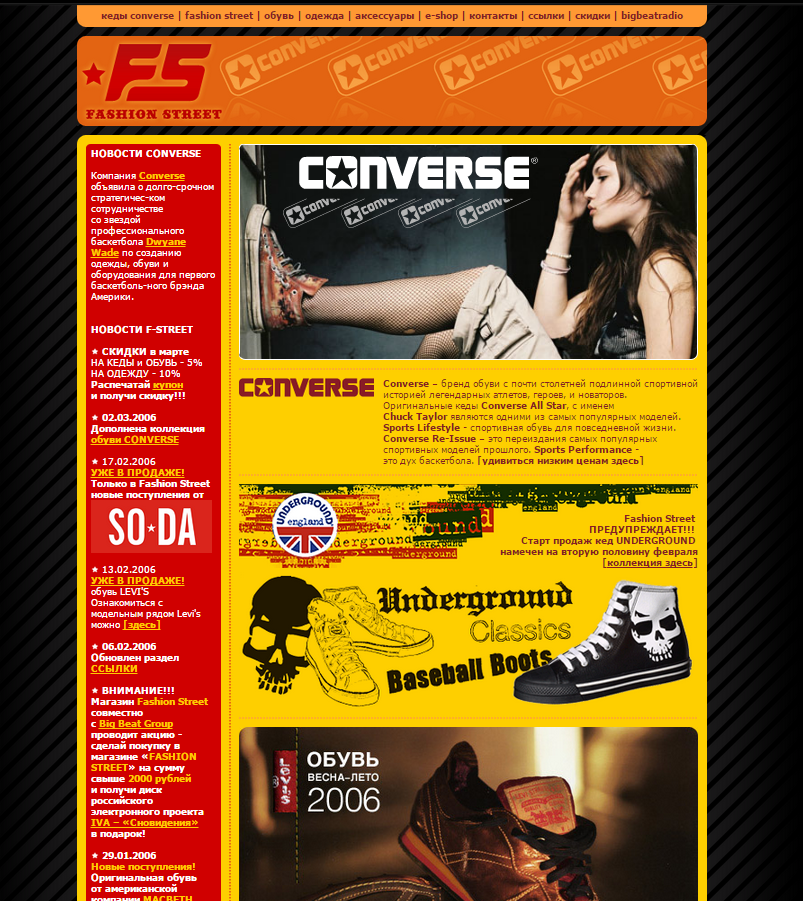 кеды converse | fashion street | обувь | одежда | аксессуары | e-shop | контакты | ссылки | скидки | bigbeatradio
FS
FASHION STREET
CONVERSE
CONVERSE
CONVERSE
CONVERSE
НОВОСТИ CONVERSE
Компания Converse
объявила о долго-срочном
стратегичес-ком
сотрудничестве
со звездой
профессионального
баскетбола Dwyane
Wade по созданию
одежды, обуви и
оборудования для первого
баскетболь-ного брэнда
Америки.
НОВОСТИ F-STREET
★ СКИДКИ в марте
НА КЕДЫ и ОБУВЬ - 5%
НА ОДЕЖДУ - 10%
Распечатай купон
и получи скидку!!!
★ 02.03.2006
Дополнена коллекция
обуви CONVERSE
★ 17.02.2006
УЖЕ В ПРОДАЖЕ!
Только в Fashion Street
новые поступления от
SO★DA
★ 13.02.2006
УЖЕ В ПРОДАЖЕ!
обувь LEVI'S
Ознакомиться с
модельным рядом Levi's
можно [здесь]
★ 06.02.2006
Обновлен раздел
ССЫЛКИ
★ ВНИМАНИЕ!!!
Магазин Fashion Street
совместно
с Big Beat Group
проводит акцию -
сделай покупку в
магазине «FASHION
STREET» на сумму
свыше 2000 рублей
и получи диск
российского
электронного проекта
IVA – «Сновидения»
в подарок!
★ 29.01.2006
Новые поступления!
Оригинальная обувь
от американской
компании MACBETH
CONVERSE®
CONVERSE
Converse – бренд обуви с почти столетней подлинной спортивной
историей легендарных атлетов, героев, и новаторов.
Оригинальные кеды Converse All Star, с именем
Chuck Taylor являются одними из самых популярных моделей.
Sports Lifestyle - спортивная обувь для повседневной жизни.
Converse Re-Issue – это переиздания самых популярных
спортивных моделей прошлого. Sports Performance -
это дух баскетбола. [удивиться низким ценам здесь]
UNDERGROUND
england
Fashion Street
ПРЕДУПРЕЖДАЕТ!!!
Старт продаж кед UNDERGROUND
намечен на вторую половину февраля
[коллекция здесь]
Underground
Classics
Baseball Boots
LEVI'S
ОБУВЬ
ВЕСНА-ЛЕТО
2006